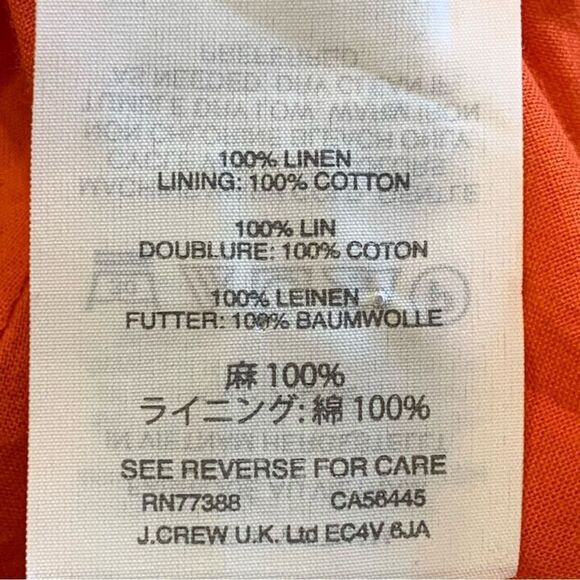 100% LINEN
LINING: 100% COTTON
100% LIN
DOUBLURE: 100% COTON
100% LEINEN
FUTTER: 100% BAUMWOLLE
麻 100%
ライニング: 綿 100%
SEE REVERSE FOR CARE
RN77388 CA56445
J.CREW U.K. Ltd EC4V 6JA